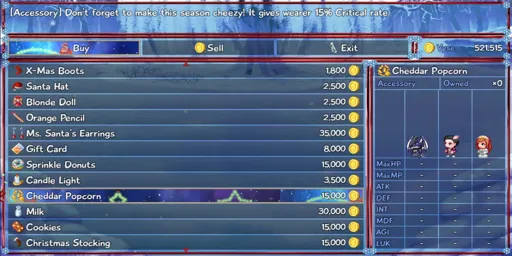 [Accessory] Don't forget to make this season cheezy! It gives wearer 15% Critical rate
Buy
Sell
Exit
521,515
X-Mas Boots 1,800
Santa Hat 2,500
Blonde Doll 2,500
Orange Pencil 2,500
Ms. Santa's Earrings 35,000
Gift Card 8,000
Sprinkle Donuts 15,000
Candle Light 3,500
Cheddar Popcorn 15,000
Milk 30,000
Cookies 15,000
Christmas Stocking 15,000
Cheddar Popcorn
Accessory Owned ×0
MaxHP - - -
MaxMP - - -
ATK - - -
DEF - - -
INT - - -
MDF - - -
AGI - - -
LUK - - -